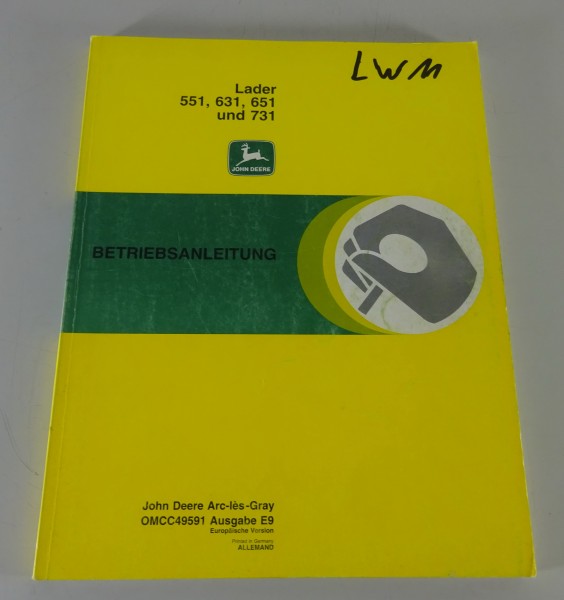 LWM
Lader
551, 631, 651
und 731
JOHN DEERE
BETRIEBSANLEITUNG
John Deere Arc-lès-Gray
OMCC49591 Ausgabe E9
Europäische Version
Printed in Germany
ALLEMAND